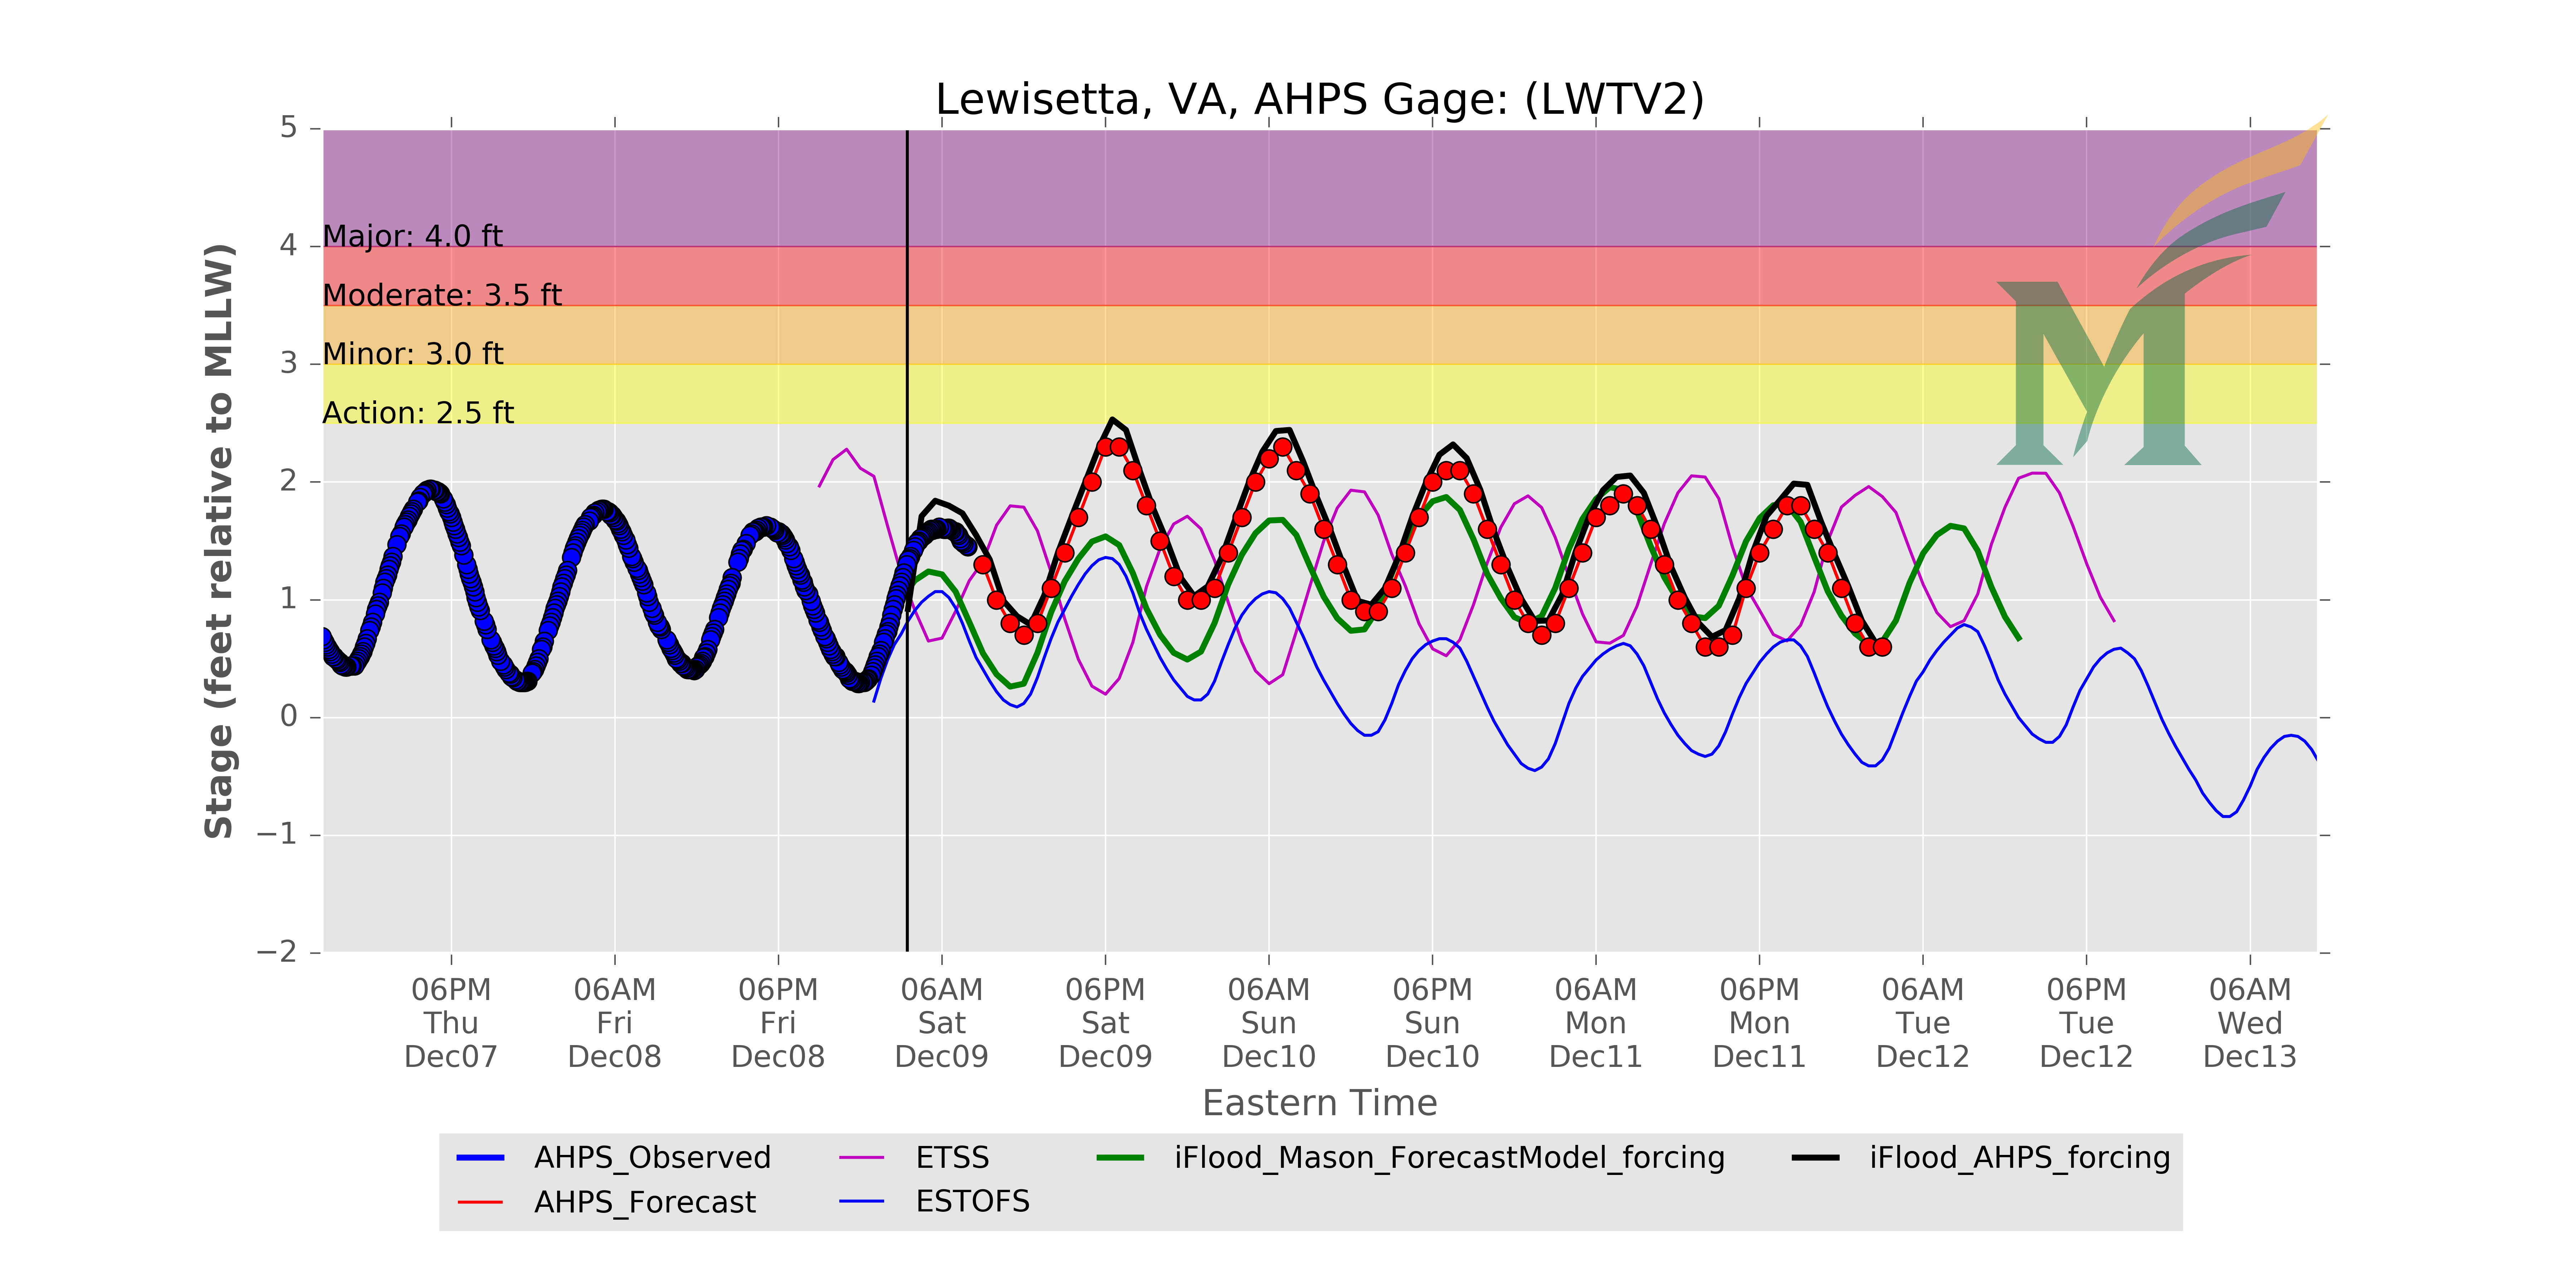 Lewisetta, VA, AHPS Gage: (LWTV2)
5
4
3
2
1
0
−1
−2
Stage (feet relative to MLLW)
Major: 4.0 ft
Moderate: 3.5 ft
Minor: 3.0 ft
Action: 2.5 ft
M
06PM 06AM 06PM 06AM 06PM 06AM 06PM 06AM 06PM 06AM 06PM 06AM
Thu Fri Fri Sat Sat Sun Sun Mon Mon Tue Tue Wed
Dec07 Dec08 Dec08 Dec09 Dec09 Dec10 Dec10 Dec11 Dec11 Dec12 Dec12 Dec13
Eastern Time
AHPS_Observed ETSS iFlood_Mason_ForecastModel_forcing iFlood_AHPS_forcing
AHPS_Forecast ESTOFS